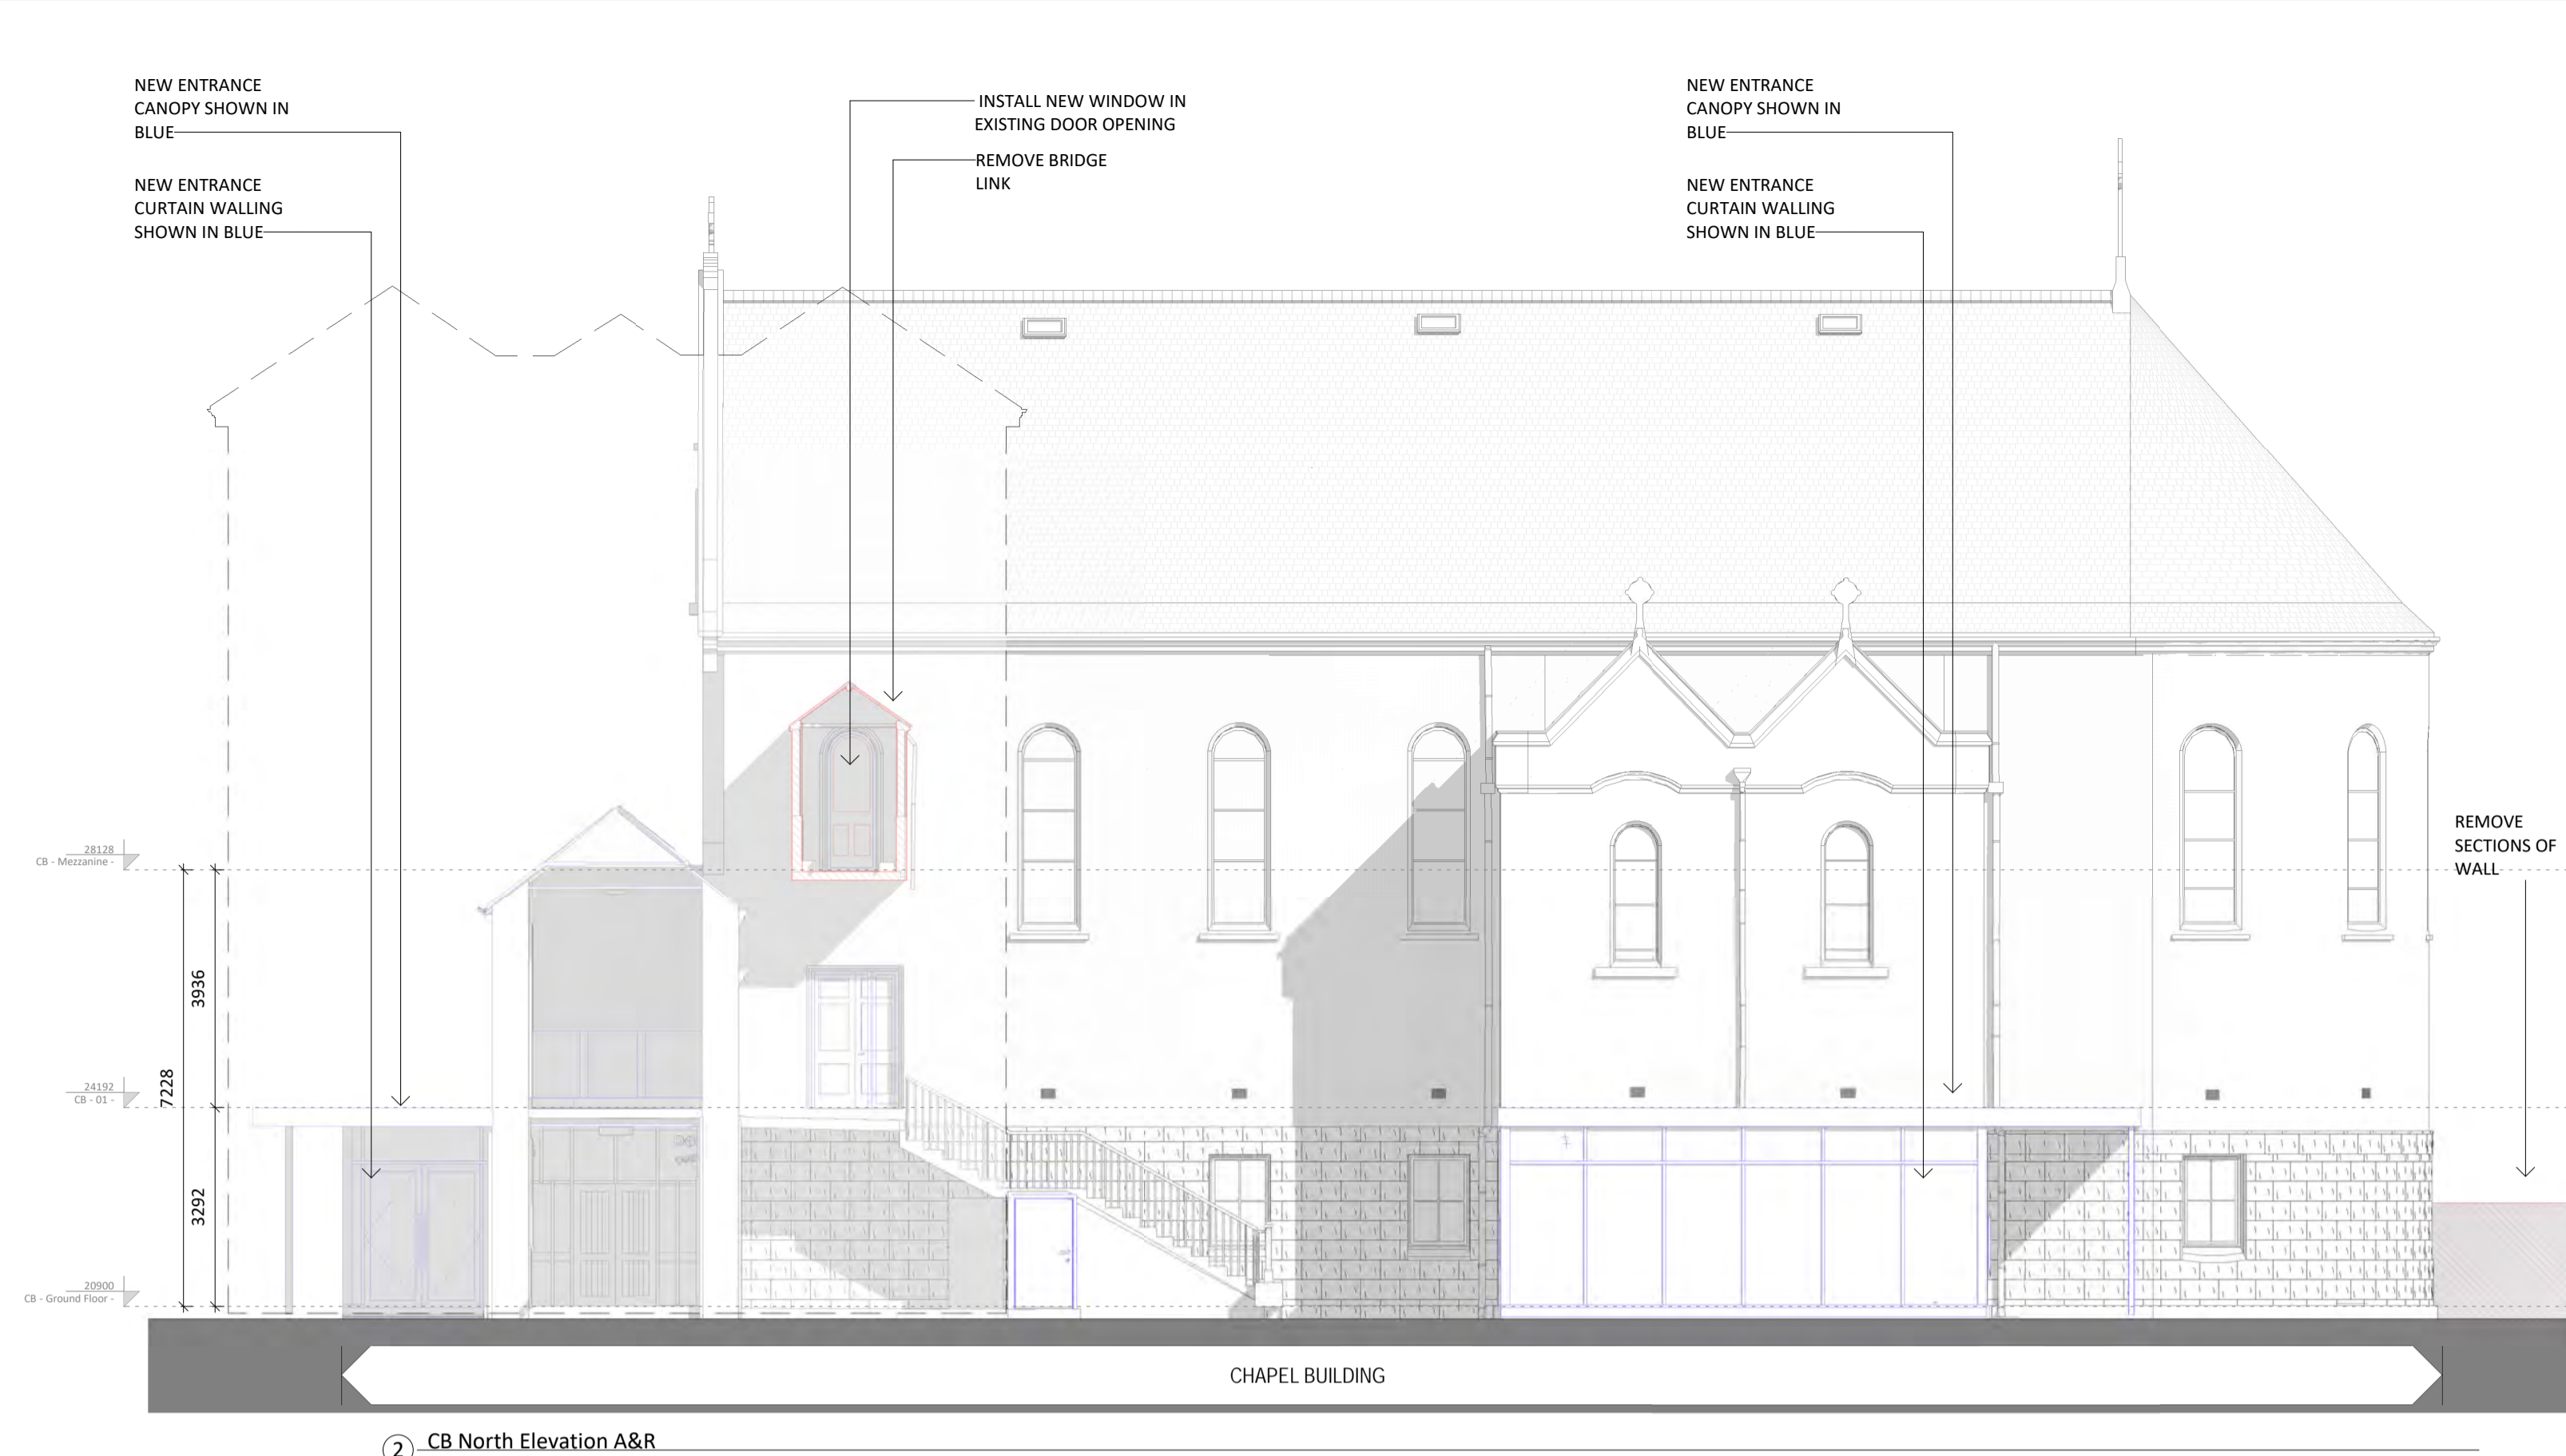 NEW ENTRANCE
CANOPY SHOWN IN
BLUE
NEW ENTRANCE
CURTAIN WALLING
SHOWN IN BLUE
INSTALL NEW WINDOW IN
EXISTING DOOR OPENING
REMOVE BRIDGE
LINK
NEW ENTRANCE
CANOPY SHOWN IN
BLUE
NEW ENTRANCE
CURTAIN WALLING
SHOWN IN BLUE
REMOVE
SECTIONS OF
WALL
28128
CB - Mezzanine -
3936
7228
24192
CB - 01 -
3292
20900
CB - Ground Floor -
CHAPEL BUILDING
2
CB North Elevation A&R